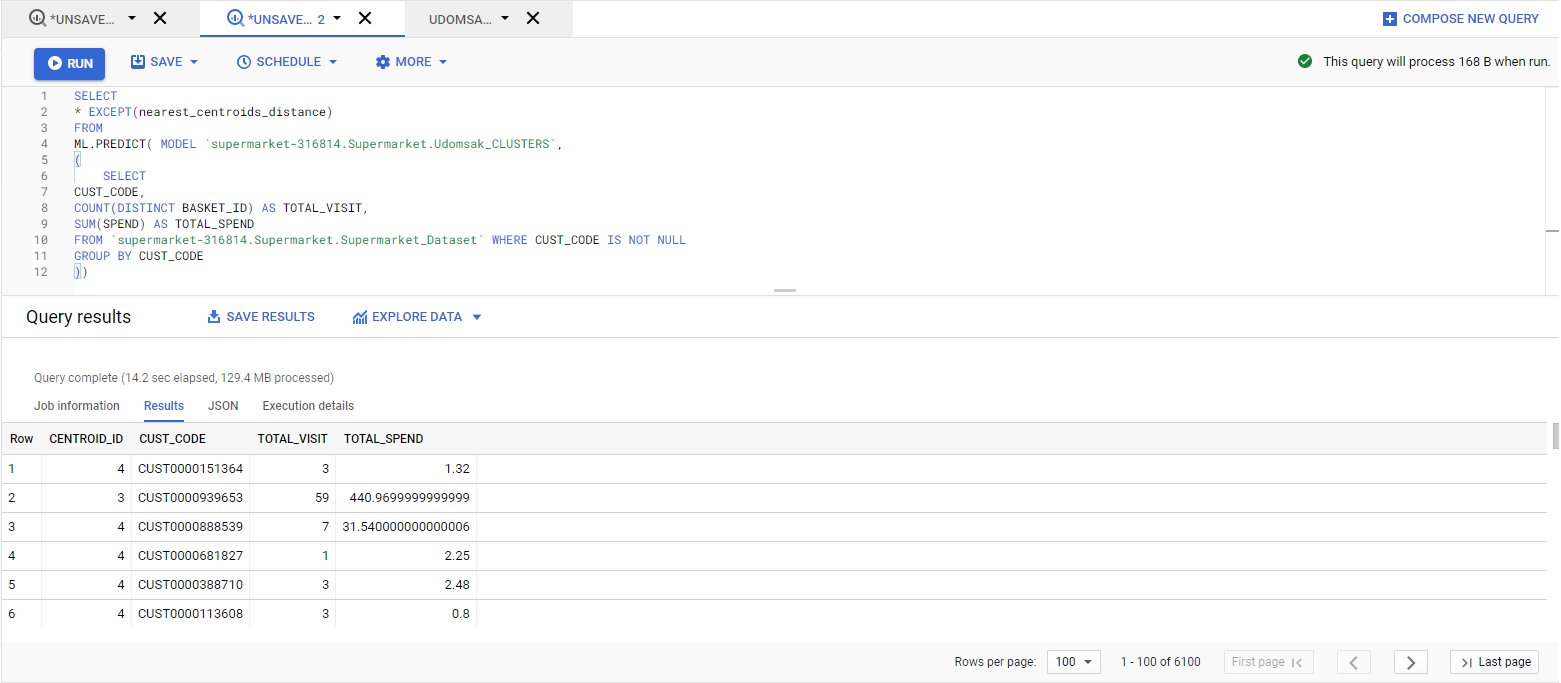 *UNSAVE... *UNSAVE... 2 UDOMSA... COMPOSE NEW QUERY
RUN SAVE SCHEDULE MORE This query will process 168 B when run.
1 SELECT
2 * EXCEPT(nearest_centroids_distance)
3 FROM
4 ML.PREDICT( MODEL `supermarket-316814.Supermarket.Udomsak_CLUSTERS`,
5 (
6 SELECT
7 CUST_CODE,
8 COUNT(DISTINCT BASKET_ID) AS TOTAL_VISIT,
9 SUM(SPEND) AS TOTAL_SPEND
10 FROM `supermarket-316814.Supermarket.Supermarket_Dataset` WHERE CUST_CODE IS NOT NULL
11 GROUP BY CUST_CODE
12 ))
Query results SAVE RESULTS EXPLORE DATA
Query complete (14.2 sec elapsed, 129.4 MB processed)
Job information Results JSON Execution details
Row CENTROID_ID CUST_CODE TOTAL_VISIT TOTAL_SPEND
1 4 CUST0000151364 3 1.32
2 3 CUST0000939653 59 440.9699999999999
3 4 CUST0000888539 7 31.540000000000006
4 4 CUST0000681827 1 2.25
5 4 CUST0000388710 3 2.48
6 4 CUST0000113608 3 0.8
Rows per page: 100 1 - 100 of 6100 First page Last page